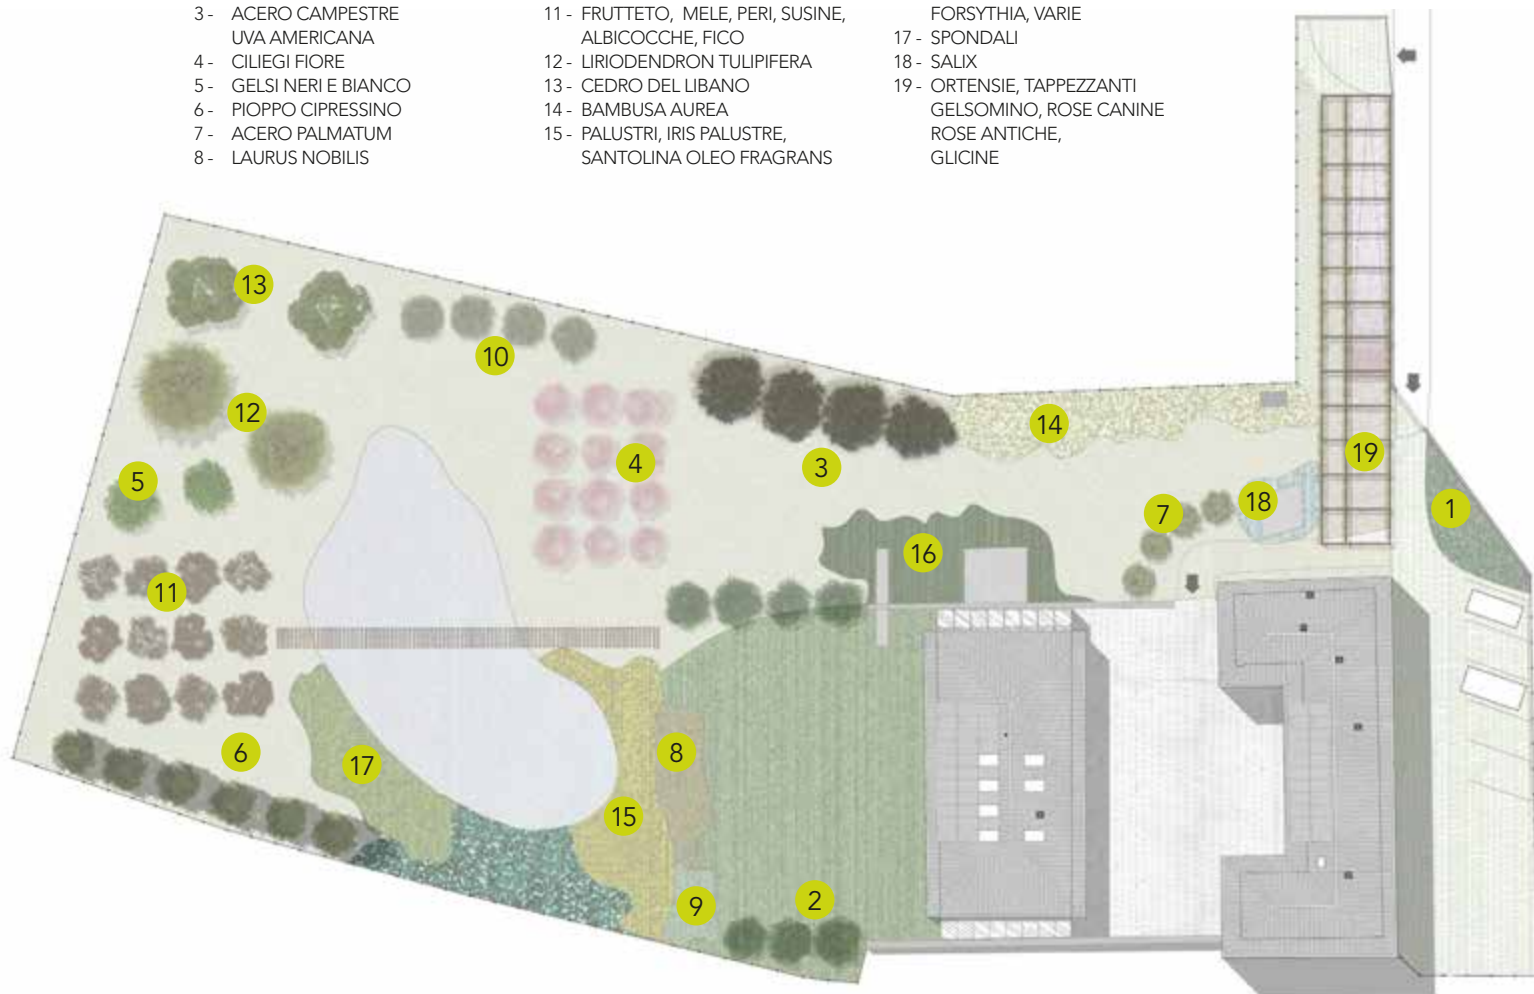 3 - ACERO CAMPESTRE
UVA AMERICANA
4 - CILIEGI FIORE
5 - GELSI NERI E BIANCO
6 - PIOPPO CIPRESSINO
7 - ACERO PALMATUM
8 - LAURUS NOBILIS
11 - FRUTTETO, MELE, PERI, SUSINE,
ALBICOCCHE, FICO
12 - LIRIODENDRON TULIPIFERA
13 - CEDRO DEL LIBANO
14 - BAMBUSA AUREA
15 - PALUSTRI, IRIS PALUSTRE,
SANTOLINA OLEO FRAGRANS
FORSYTHIA, VARIE
17 - SPONDALI
18 - SALIX
19 - ORTENSIE, TAPPEZZANTI
GELSOMINO, ROSE CANINE
ROSE ANTICHE,
GLICINE
13
10
12
14
4
3
19
5
7
18
1
16
11
6
17
8
15
9
2